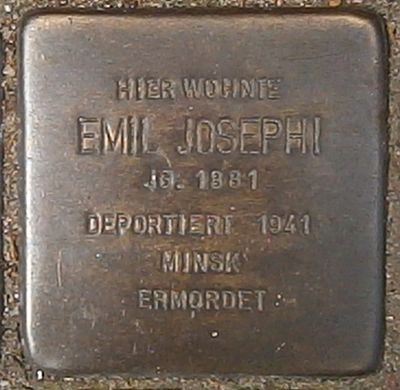 HIER WOHNTE
EMIL JOSEPHI
JG. 1881
DEPORTIERT 1941
MINSK
ERMORDET